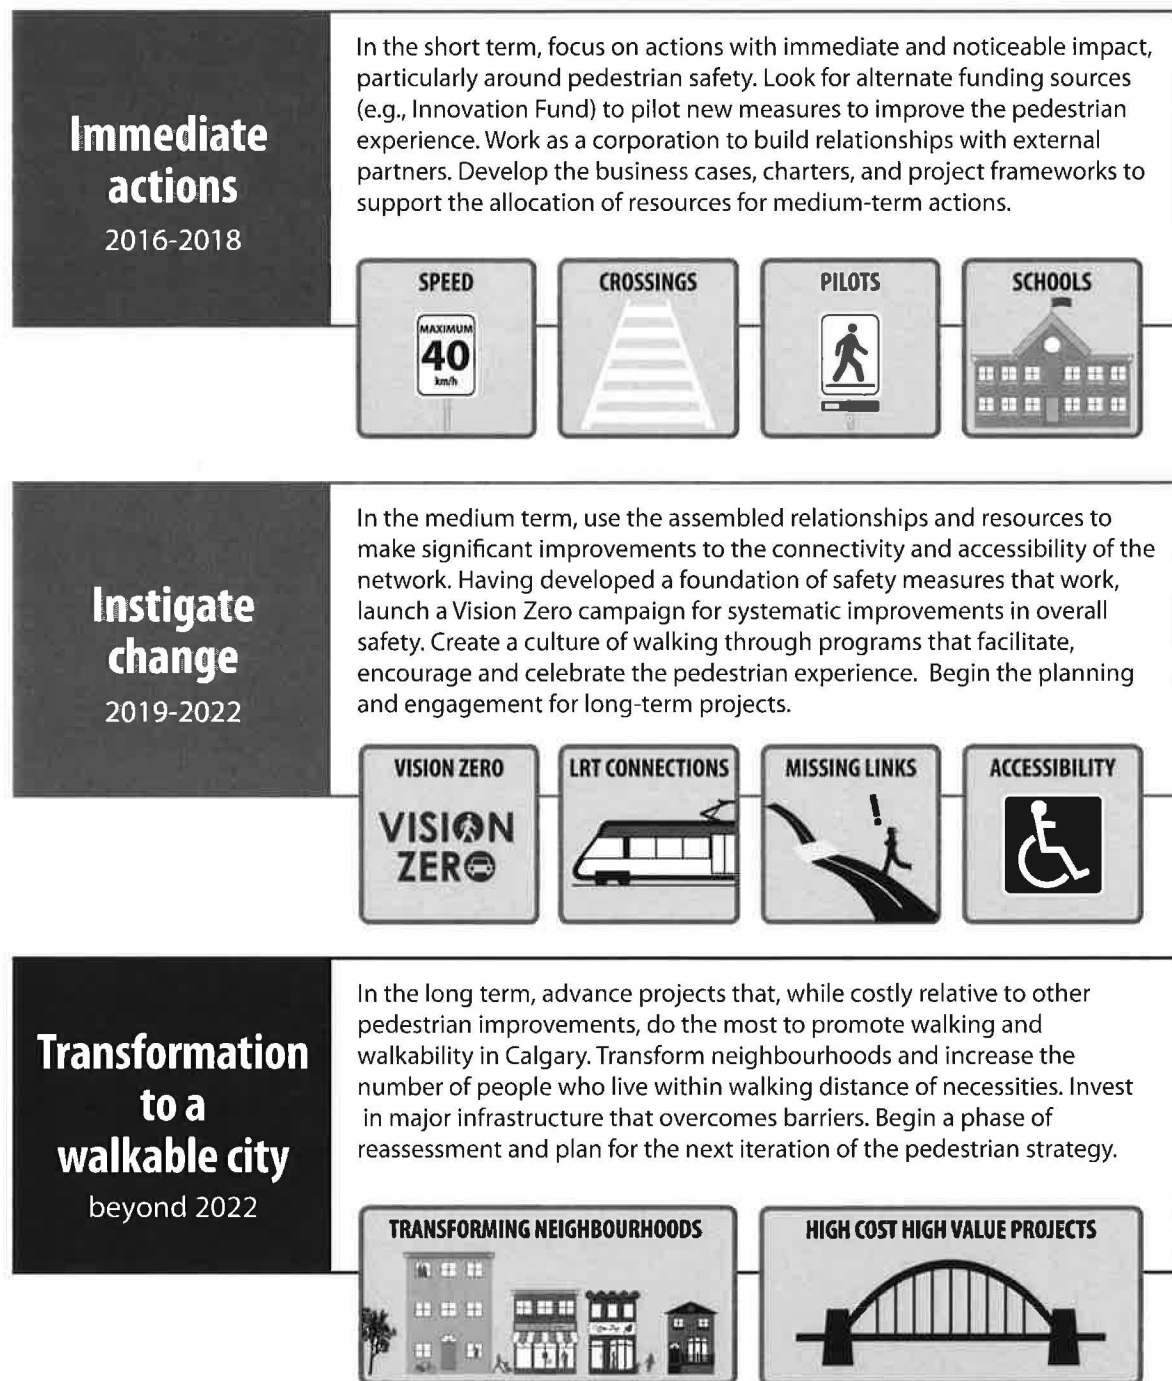 Immediate
actions
2016-2018
In the short term, focus on actions with immediate and noticeable impact,
particularly around pedestrian safety. Look for alternate funding sources
(e.g., Innovation Fund) to pilot new measures to improve the pedestrian
experience. Work as a corporation to build relationships with external
partners. Develop the business cases, charters, and project frameworks to
support the allocation of resources for medium-term actions.
SPEED
MAXIMUM
40
km/h
CROSSINGS
PILOTS
SCHOOLS
Instigate
change
2019-2022
In the medium term, use the assembled relationships and resources to
make significant improvements to the connectivity and accessibility of the
network. Having developed a foundation of safety measures that work,
launch a Vision Zero campaign for systematic improvements in overall
safety. Create a culture of walking through programs that facilitate,
encourage and celebrate the pedestrian experience. Begin the planning
and engagement for long-term projects.
VISION ZERO
VISION
ZERO
LRT CONNECTIONS
MISSING LINKS
!
ACCESSIBILITY
Transformation
to a
walkable city
beyond 2022
In the long term, advance projects that, while costly relative to other
pedestrian improvements, do the most to promote walking and
walkability in Calgary. Transform neighbourhoods and increase the
number of people who live within walking distance of necessities. Invest
in major infrastructure that overcomes barriers. Begin a phase of
reassessment and plan for the next iteration of the pedestrian strategy.
TRANSFORMING NEIGHBOURHOODS
HIGH COST HIGH VALUE PROJECTS